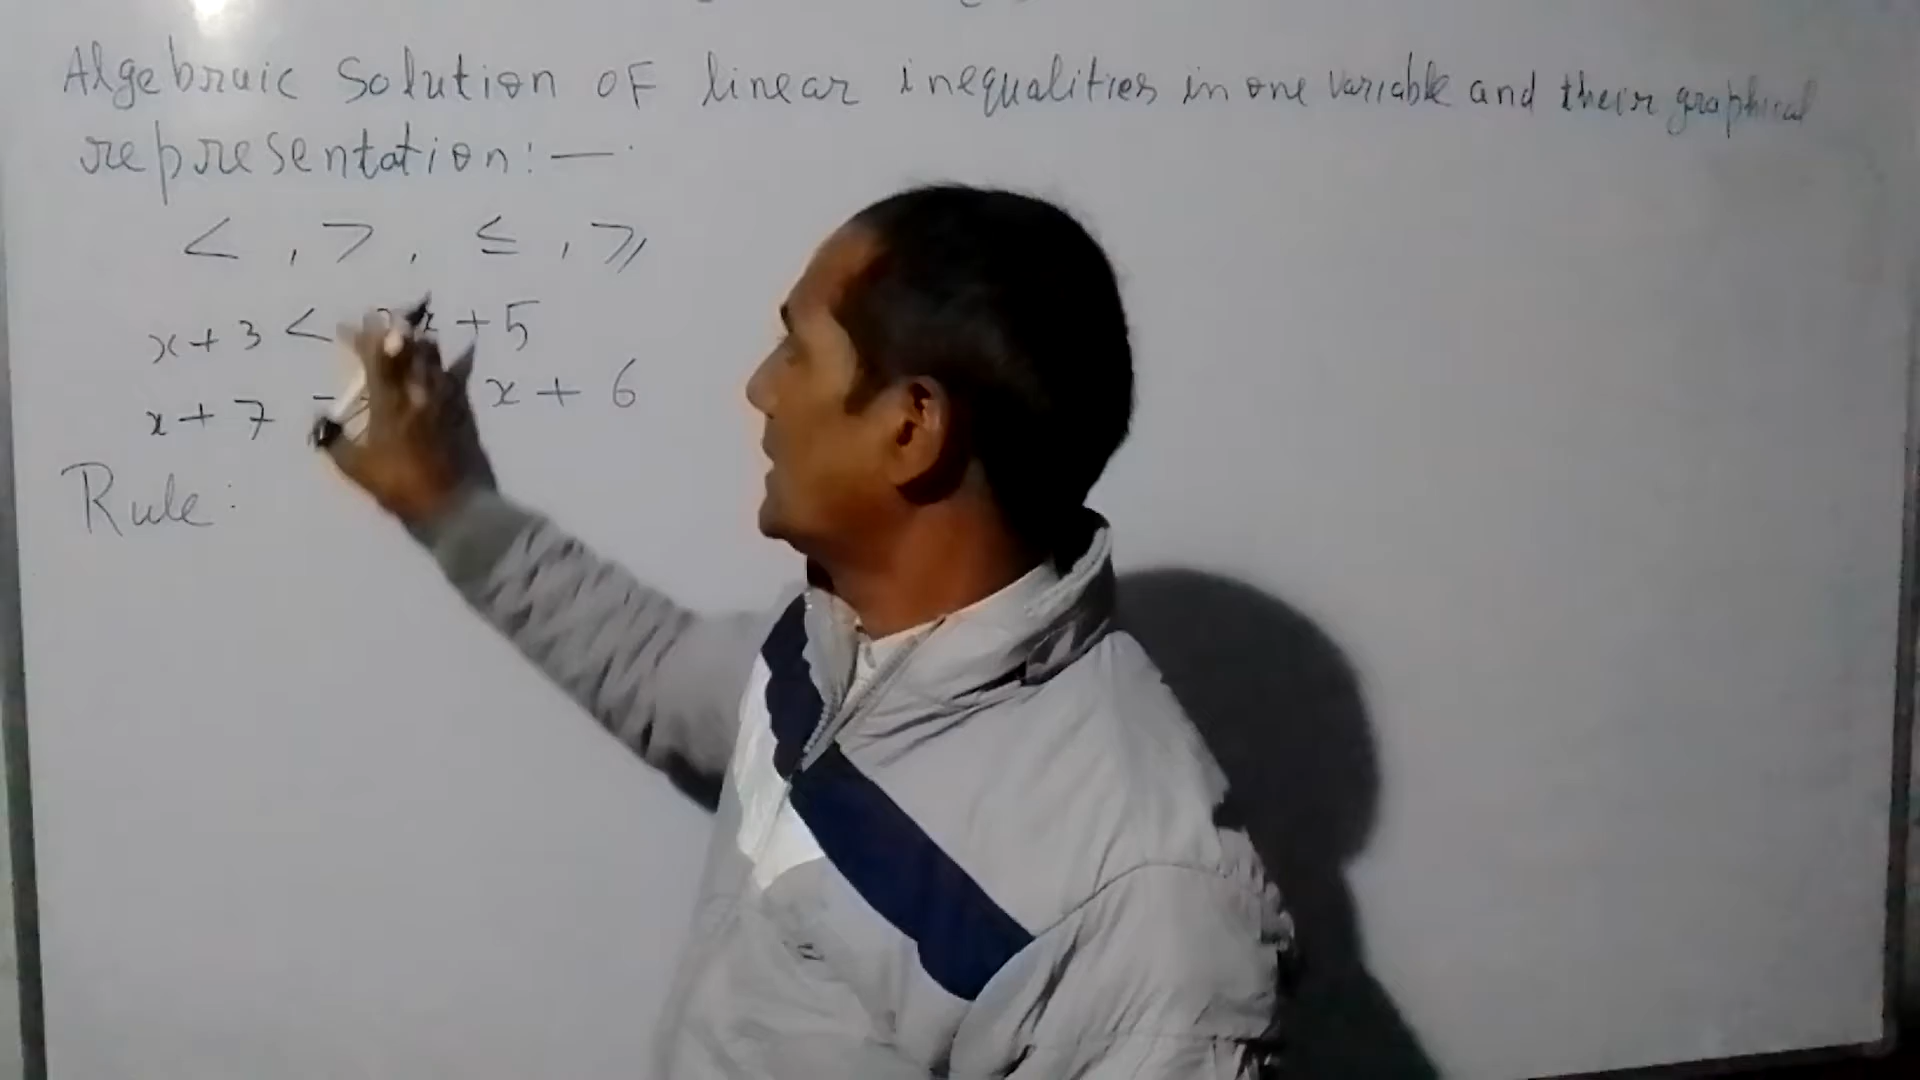 Algebraic Solution OF linear inequalities in one variable and their graphical
representation:—
< , > , ≤ , ≥
x+3 < x +5
x+7 x + 6
Rule: